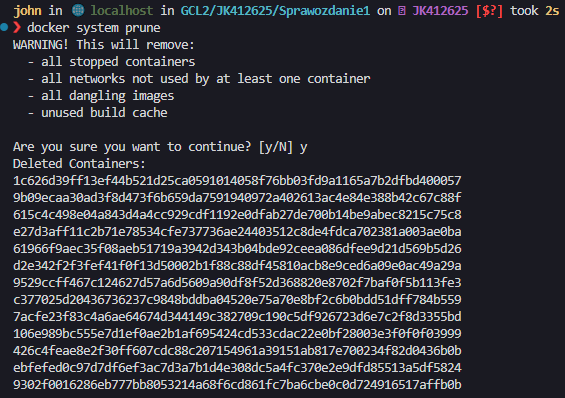 john in 🌐 localhost in GCL2/JK412625/Sprawozdanie1 on JK412625 [$?] took 2s
❯ docker system prune
WARNING! This will remove:
  - all stopped containers
  - all networks not used by at least one container
  - all dangling images
  - unused build cache

Are you sure you want to continue? [y/N] y
Deleted Containers:
1c626d39ff13ef44b521d25ca0591014058f76bb03fd9a1165a7b2dfbd400057
9b09ecaa30ad3f8d473f6b659da7591940972a402613ac4e84e388b42c67c88f
615c4c498e04a843d4a4cc929cdf1192e0dfab27de700b14be9abec8215c75c8
e27d3aff11c2b71e78534cfe737736ae24403512c8de4fdca702381a003ae0ba
61966f9aec35f08aeb51719a3942d343b04bde92ceea086dfee9d21d569b5d26
d2e342f2f3fef41f0f13d50002b1f88c88df45810acb8e9ced6a09e0ac49a29a
9529ccff467c124627d57a6d5609a90df8f52d368820e8702f7baf0f5b113fe3
c377025d20436736237c9848bddba04520e75a70e8bf2c6b0bdd51dff784b559
7acfe23f83c4a6ae64674d344149c382709c190c5df926723d6e7c2f8d3355bd
106e989bc555e7d1ef0ae2b1af695424cd533cdac22e0bf28003e3f0f0f03999
426c4feae8e2f30ff607cdc88c207154961a39151ab817e700234f82d0436b0b
ebfefed0c97d7df6ef3ac7d3a7b1d4e308dc5a4fc370e2e9dfd85513a5df5824
9302f0016286eb777bb8053214a68f6cd861fc7ba6cbe0c0d724916517affb0b